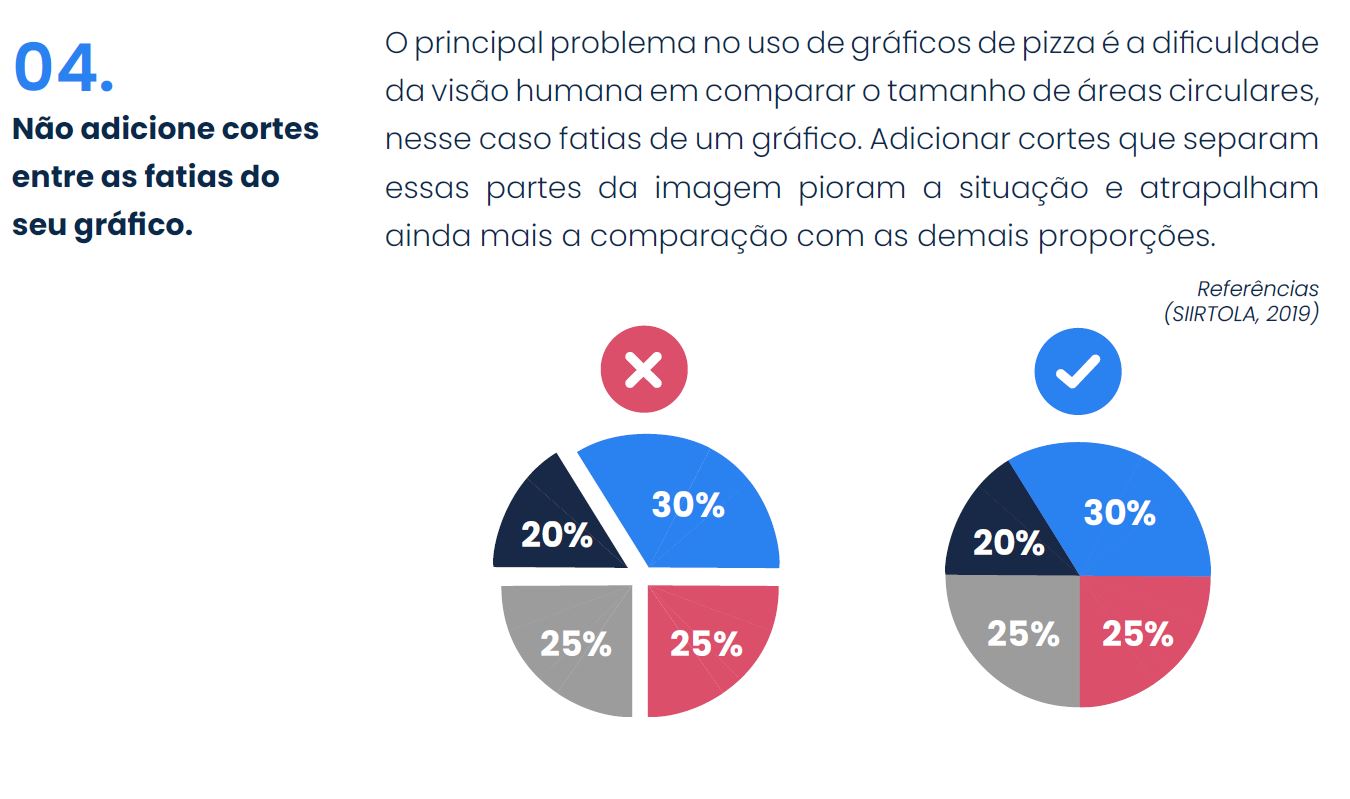 04.
Não adicione cortes
entre as fatias do
seu gráfico.
O principal problema no uso de gráficos de pizza é a dificuldade
da visão humana em comparar o tamanho de áreas circulares,
nesse caso fatias de um gráfico. Adicionar cortes que separam
essas partes da imagem pioram a situação e atrapalham
ainda mais a comparação com as demais proporções.
Referências
(SIIRTOLA, 2019)
30%
20%
25%
25%
30%
20%
25%
25%